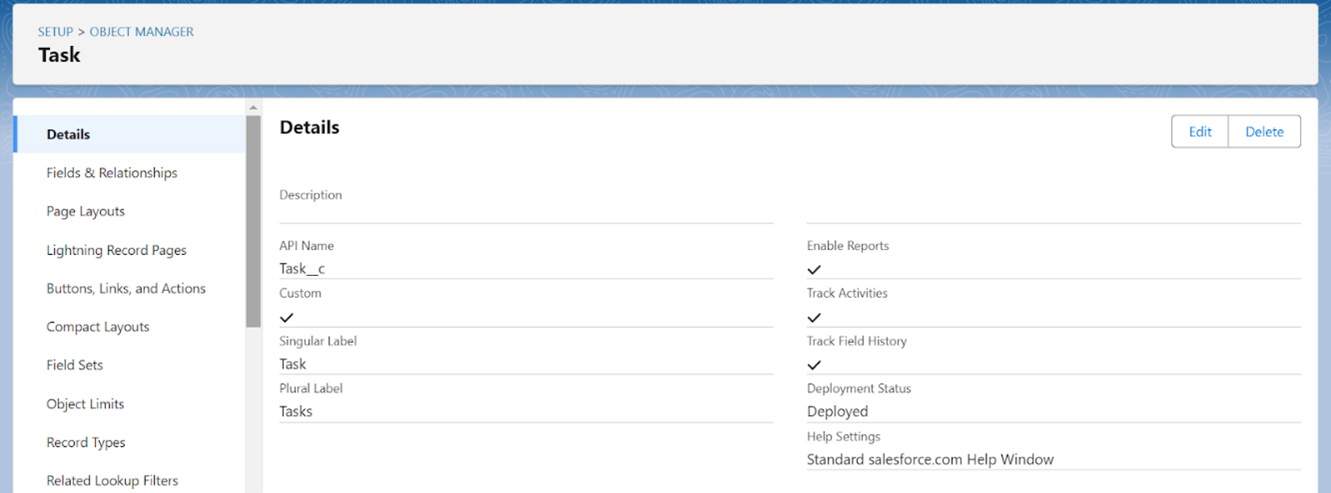 SETUP > OBJECT MANAGER
Task
Details
Fields & Relationships
Page Layouts
Lightning Record Pages
Buttons, Links, and Actions
Compact Layouts
Field Sets
Object Limits
Record Types
Related Lookup Filters
Details
Edit Delete
Description
API Name
Task__c
Custom
Singular Label
Task
Plural Label
Tasks
Enable Reports
Track Activities
Track Field History
Deployment Status
Deployed
Help Settings
Standard salesforce.com Help Window